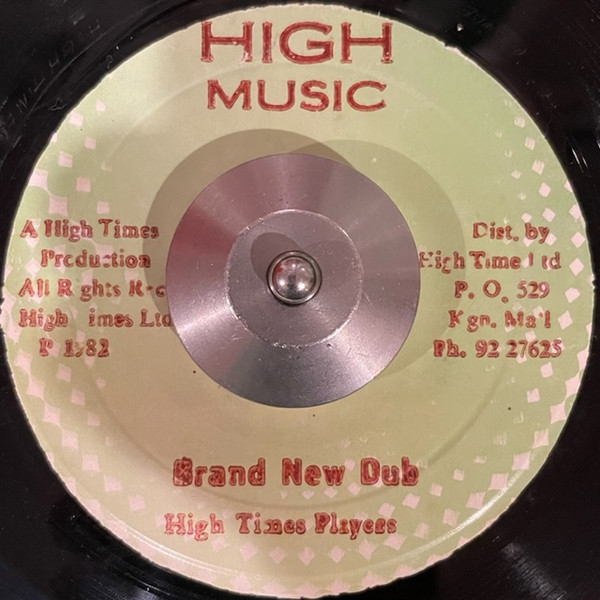 HIGH
MUSIC
A High Times
Production
All Rights
High Times Ltd
P 1982
Dist. by
High Time Ltd
P. O. 529
Kgn. Ma'l
Ph. 92 27625
Brand New Dub
High Times Players